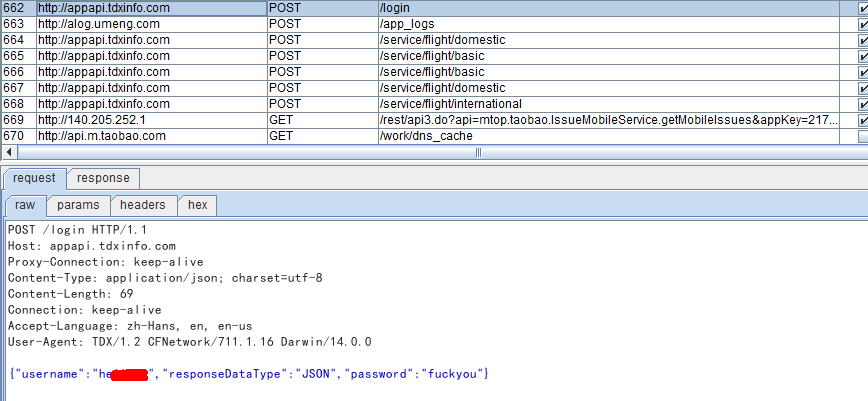 662 http://appapi.tdxinfo.com POST /login
663 http://alog.umeng.com POST /app_logs
664 http://appapi.tdxinfo.com POST /service/flight/domestic
665 http://appapi.tdxinfo.com POST /service/flight/basic
666 http://appapi.tdxinfo.com POST /service/flight/basic
667 http://appapi.tdxinfo.com POST /service/flight/domestic
668 http://appapi.tdxinfo.com POST /service/flight/international
669 http://140.205.252.1 GET /rest/api3.do?api=mtop.taobao.IssueMobileService.getMobileIssues&appKey=217...
670 http://api.m.taobao.com GET /work/dns_cache
request response
raw params headers hex
POST /login HTTP/1.1
Host: appapi.tdxinfo.com
Proxy-Connection: keep-alive
Content-Type: application/json; charset=utf-8
Content-Length: 69
Connection: keep-alive
Accept-Language: zh-Hans, en, en-us
User-Agent: TDX/1.2 CFNetwork/711.1.16 Darwin/14.0.0
{"username":"he","responseDataType":"JSON","password":"fuckyou"}